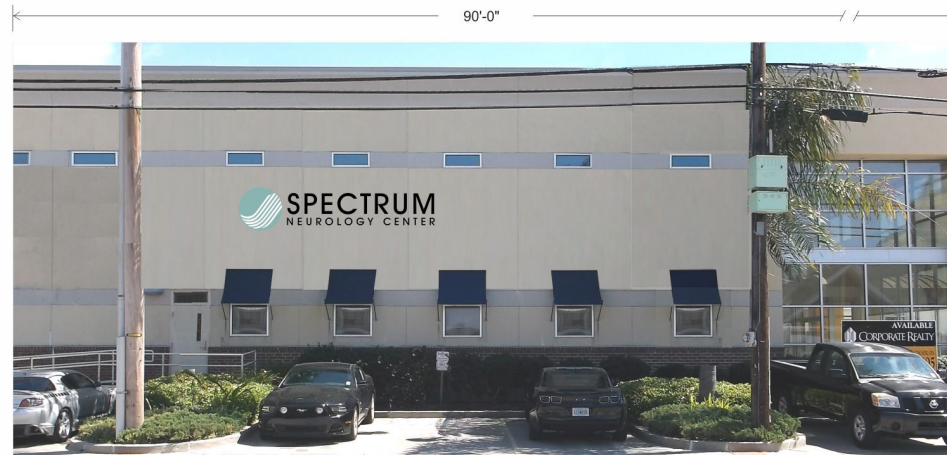 90'-0"
SPECTRUM
NEUROLOGY CENTER
AVAILABLE
CORPORATE REALTY